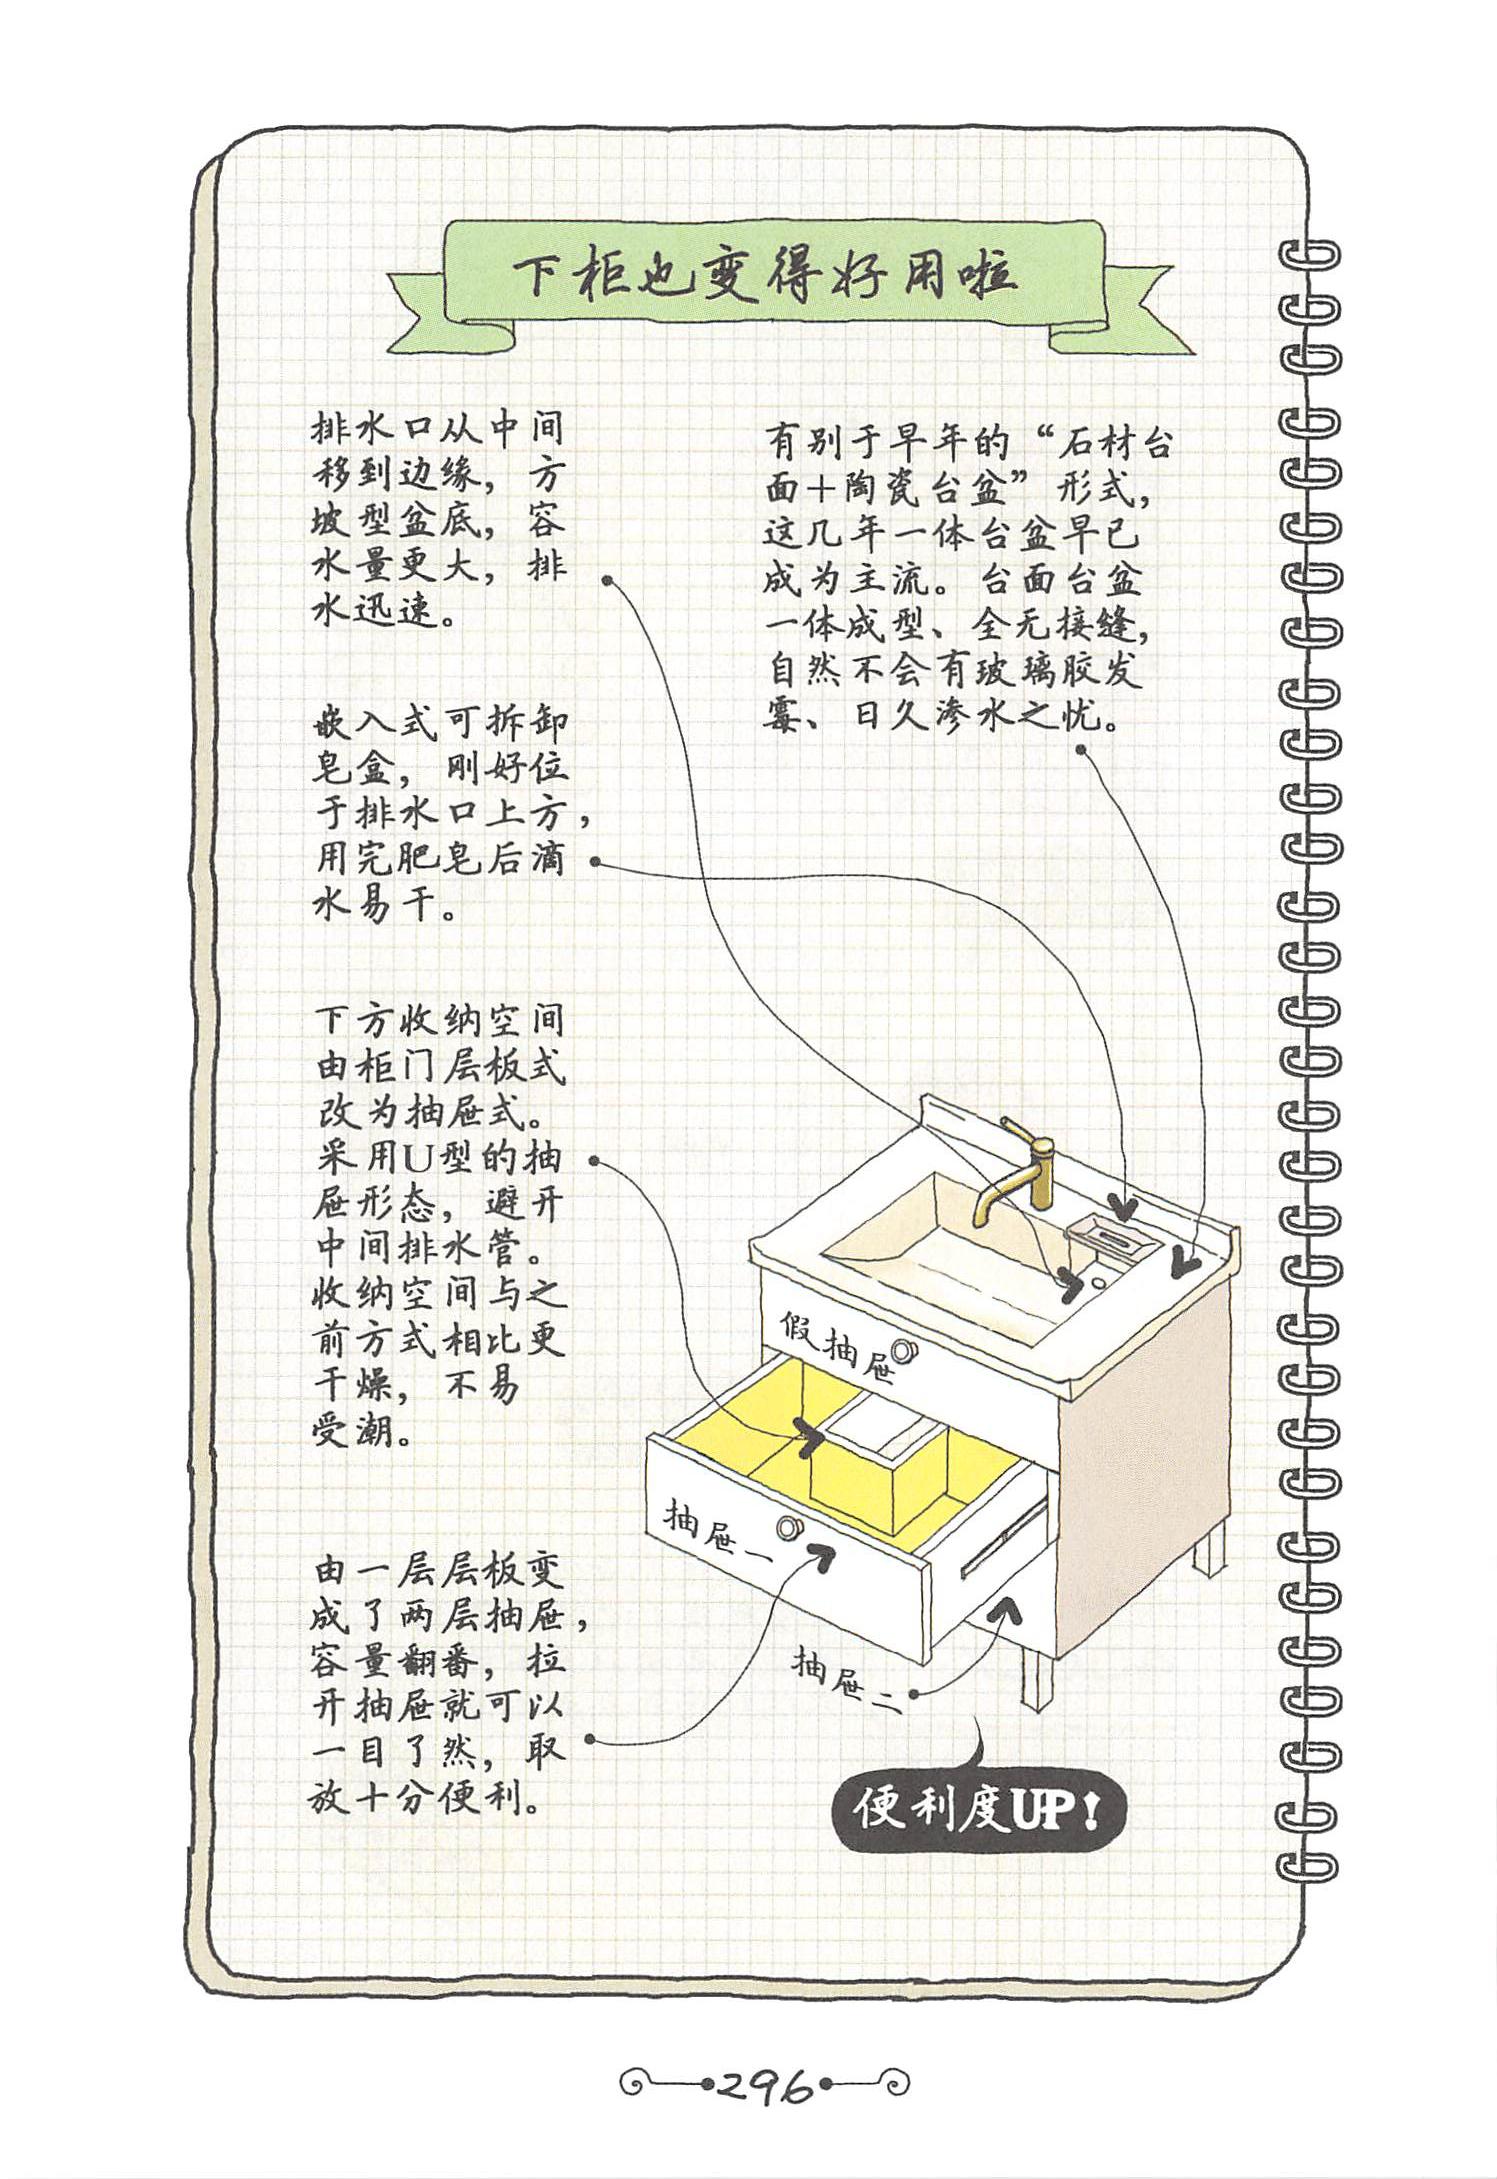 下柜也变得好用啦
排水口从中间
移到边缘，方
坡型盆底，容
水量更大，排
水迅速。
嵌入式可拆卸
皂盒，刚好位
于排水口上方，
用完肥皂后滴
水易干。
下方收纳空间
由柜门层板式
改为抽屉式。
采用U型的抽
屉形态，避开
中间排水管。
收纳空间与之
前方式相比更
干燥，不易
受潮。
由一层层板变
成了两层抽屉，
容量翻番，拉
开抽屉就可以
一目了然，取
放十分便利。
有别于早年的“石材台
面＋陶瓷台盆”形式，
这几年一体台盆早已
成为主流。台面台盆
一体成型、全无接缝，
自然不会有玻璃胶发
霉、日久渗水之忧。
假抽屉
抽屉一
抽屉二
便利度UP！
296